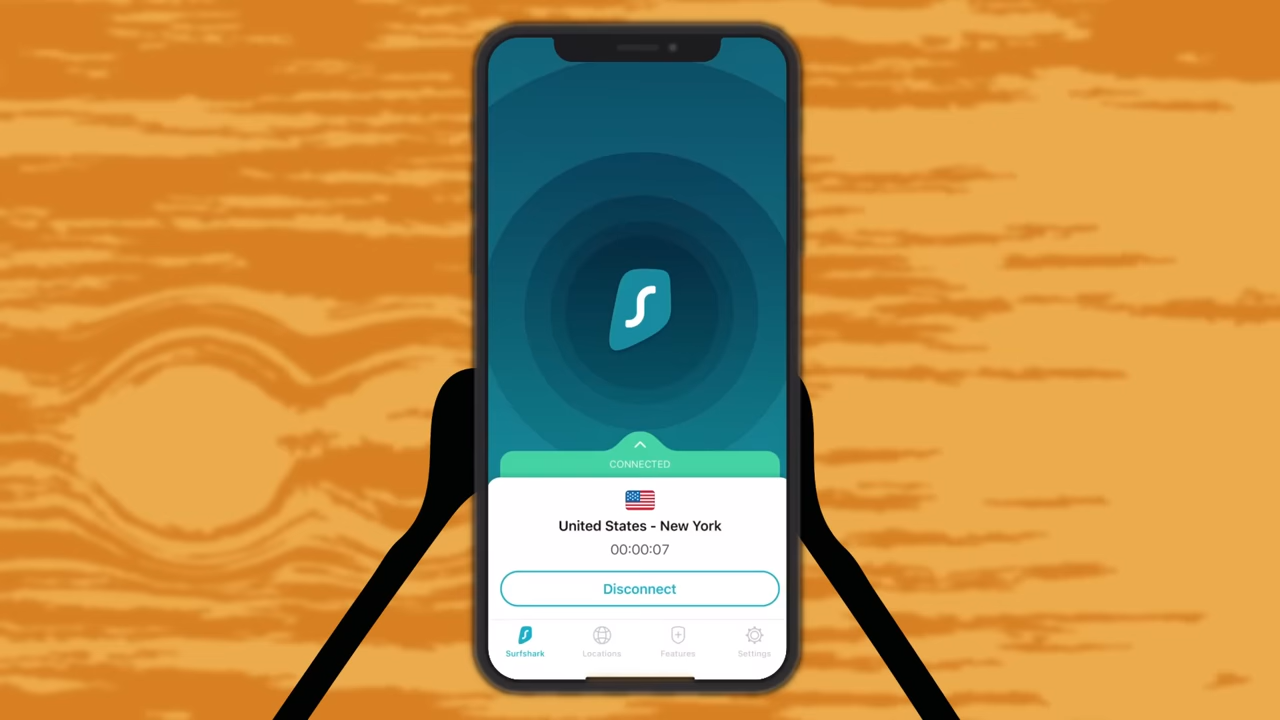 CONNECTED
United States - New York
00:00:07
Disconnect
Surfshark
Locations
Features
Settings